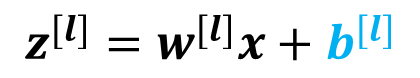 z^[l] = w^[l]x + b^[l]